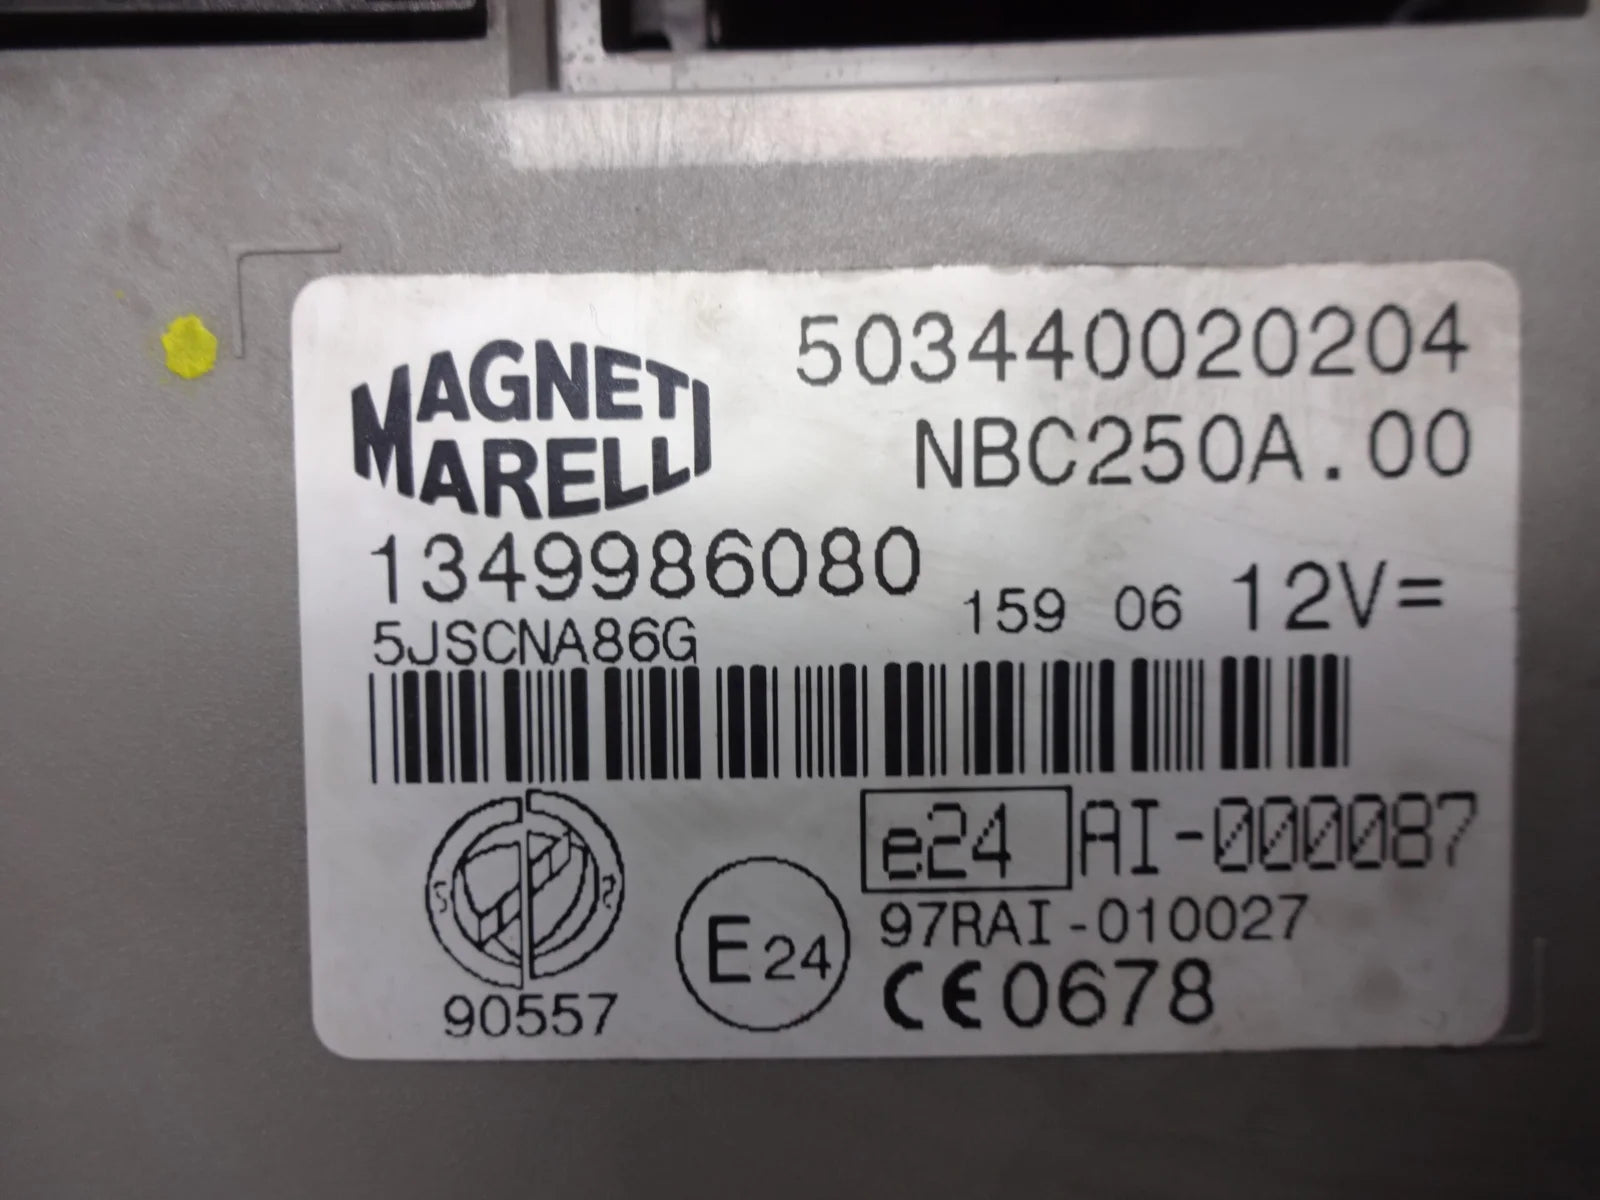 MAGNETI
MARELLI
503440020204
NBC250A.00
1349986080
159 06 12V=
5JSCNA86G
e24 AI-000087
97RAI-010027
E24
CE0678
90557